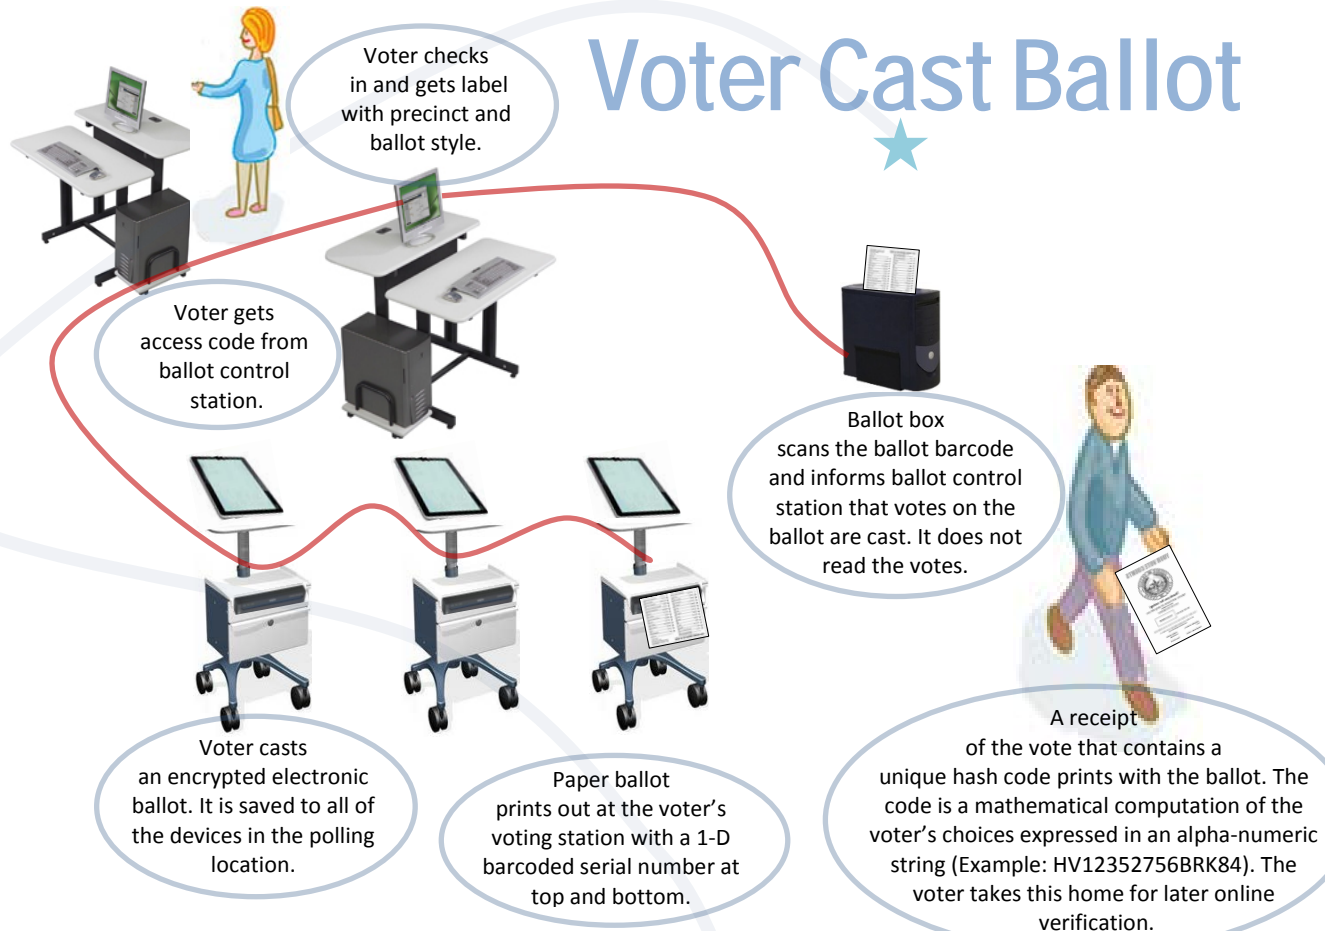 Voter Cast Ballot
Voter checks
in and gets label
with precinct and
ballot style.
Voter gets
access code from
ballot control
station.
Voter casts
an encrypted electronic
ballot. It is saved to all of
the devices in the polling
location.
Paper ballot
prints out at the voter’s
voting station with a 1-D
barcoded serial number at
top and bottom.
Ballot box
scans the ballot barcode
and informs ballot control
station that votes on the
ballot are cast. It does not
read the votes.
A receipt
of the vote that contains a
unique hash code prints with the ballot. The
code is a mathematical computation of the
voter’s choices expressed in an alpha-numeric
string (Example: HV12352756BRK84). The
voter takes this home for later online
verification.